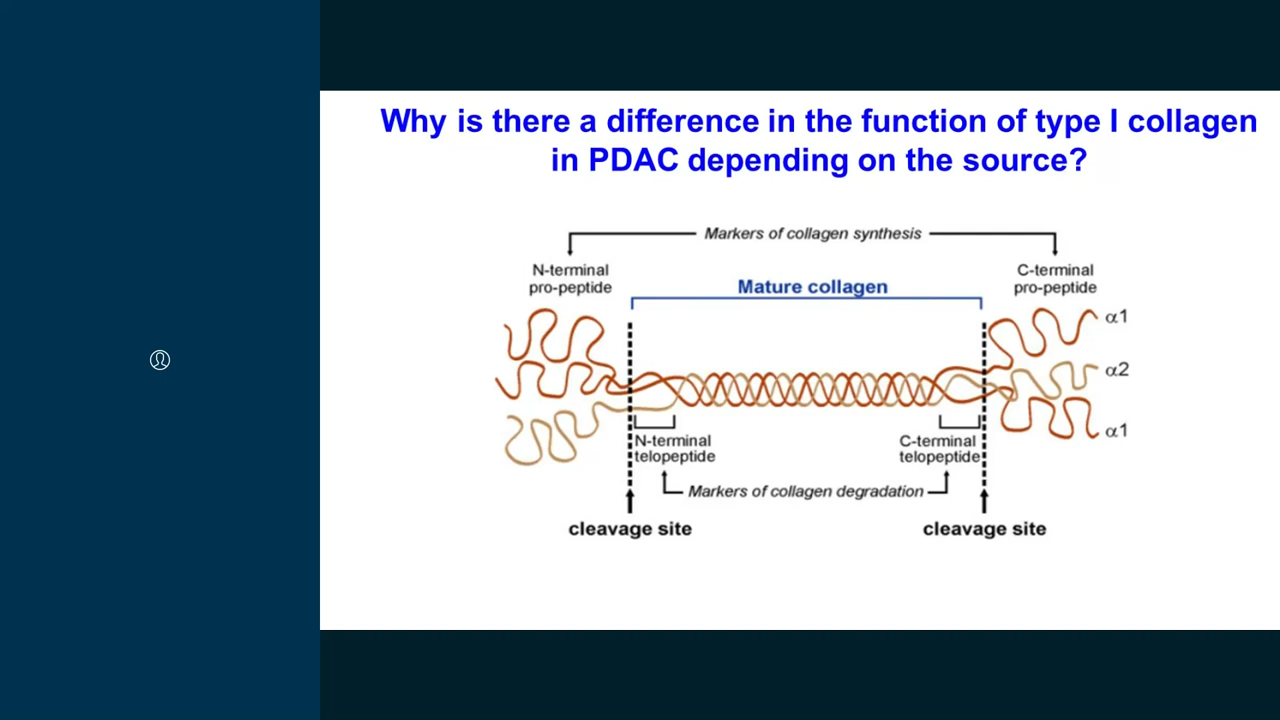 Why is there a difference in the function of type I collagen
in PDAC depending on the source?
Markers of collagen synthesis
N-terminal
pro-peptide
C-terminal
pro-peptide
Mature collagen
α1
α2
α1
N-terminal
telopeptide
C-terminal
telopeptide
Markers of collagen degradation
cleavage site
cleavage site